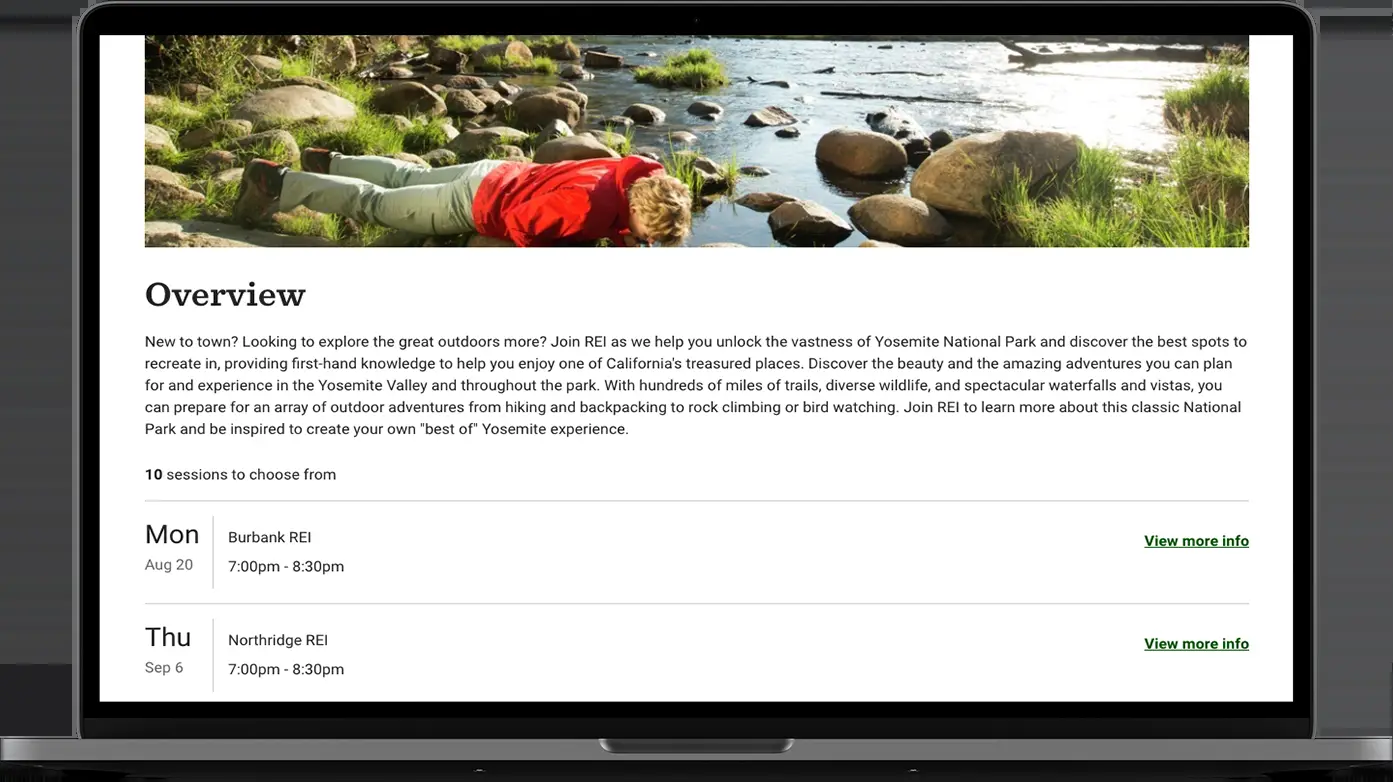 Overview
New to town? Looking to explore the great outdoors more? Join REI as we help you unlock the vastness of Yosemite National Park and discover the best spots to
recreate in, providing first-hand knowledge to help you enjoy one of California's treasured places. Discover the beauty and the amazing adventures you can plan
for and experience in the Yosemite Valley and throughout the park. With hundreds of miles of trails, diverse wildlife, and spectacular waterfalls and vistas, you
can prepare for an array of outdoor adventures from hiking and backpacking to rock climbing or bird watching. Join REI to learn more about this classic National
Park and be inspired to create your own "best of" Yosemite experience.
10 sessions to choose from
Mon
Aug 20
Burbank REI
7:00pm - 8:30pm
View more info
Thu
Sep 6
Northridge REI
7:00pm - 8:30pm
View more info